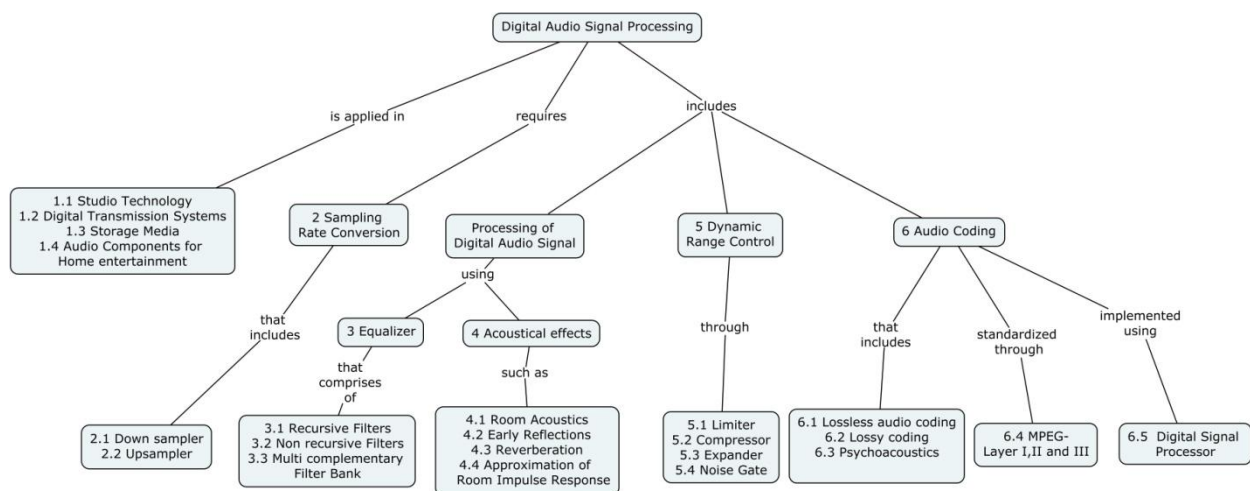 Digital Audio Signal Processing
is applied in
requires
includes
1.1 Studio Technology
1.2 Digital Transmission Systems
1.3 Storage Media
1.4 Audio Components for
Home entertainment
2 Sampling
Rate Conversion
Processing of
Digital Audio Signal
5 Dynamic
Range Control
6 Audio Coding
using
that
includes
3 Equalizer
4 Acoustical effects
through
that
includes
standardized
through
implemented
using
that
comprises
of
such as
2.1 Down sampler
2.2 Upsampler
3.1 Recursive Filters
3.2 Non recursive Filters
3.3 Multi complementary
Filter Bank
4.1 Room Acoustics
4.2 Early Reflections
4.3 Reverberation
4.4 Approximation of
Room Impulse Response
5.1 Limiter
5.2 Compressor
5.3 Expander
5.4 Noise Gate
6.1 Lossless audio coding
6.2 Lossy coding
6.3 Psychoacoustics
6.4 MPEG-
Layer I,II and III
6.5 Digital Signal
Processor